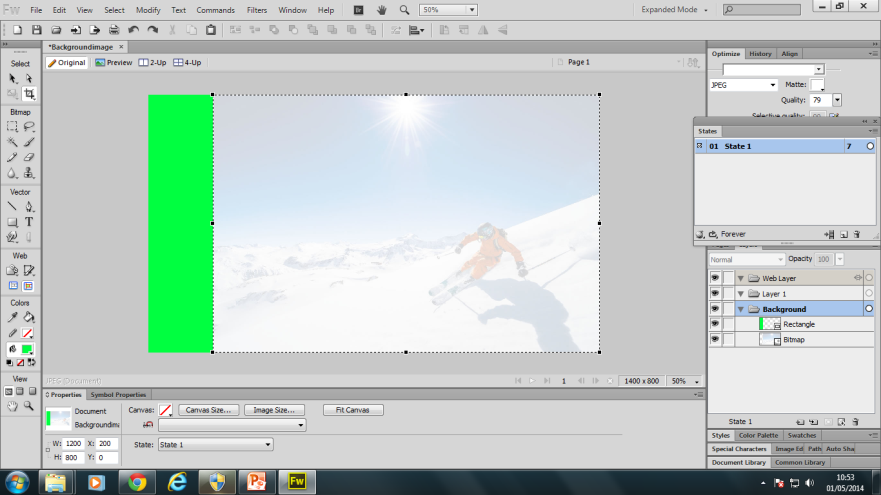 Fw File Edit View Select Modify Text Commands Filters Window Help Br 50% Expanded Mode
*Backgroundimage ×
Original Preview 2-Up 4-Up Page 1
Select
Bitmap
Vector
T
Web
Colors
View
Optimize History Align
JPEG Matte:
Quality: 79
Selective quality:
States
01 State 1 7
Forever
Normal Opacity 100
Web Layer
Layer 1
Background
Rectangle
Bitmap
State 1
Styles Color Palette Swatches
Special Characters Image Ed Path Auto Sha
Document Library Common Library
JPEG (Document) 1 1400 x 800 50%
Properties Symbol Properties
Document Canvas: Canvas Size... Image Size... Fit Canvas
Backgroundima
W: 1200 X: 200 State: State 1
H: 800 Y: 0
Fw
10:53
01/05/2014